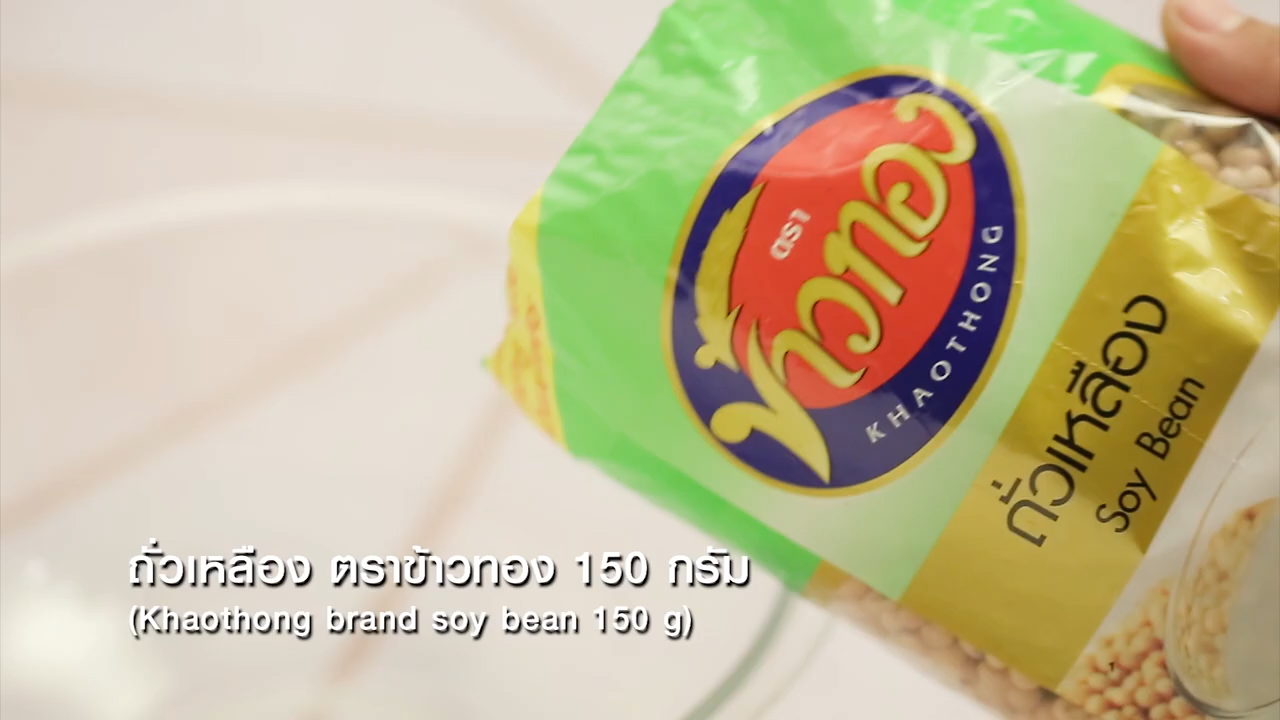 ตรา
ข้าวทอง
KHAOTHONG
ถั่วเหลือง
Soy Bean
ถั่วเหลือง ตราข้าวทอง 150 กรัม
(Khaothong brand soy bean 150 g)